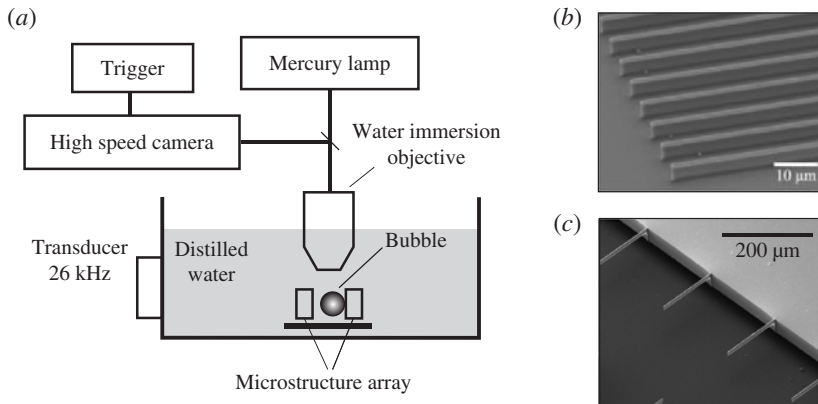 (a)
Trigger
Mercury lamp
High speed camera
Water immersion
objective
Transducer
26 kHz
Distilled
water
Bubble
Microstructure array
(b)
10 μm
(c)
200 μm